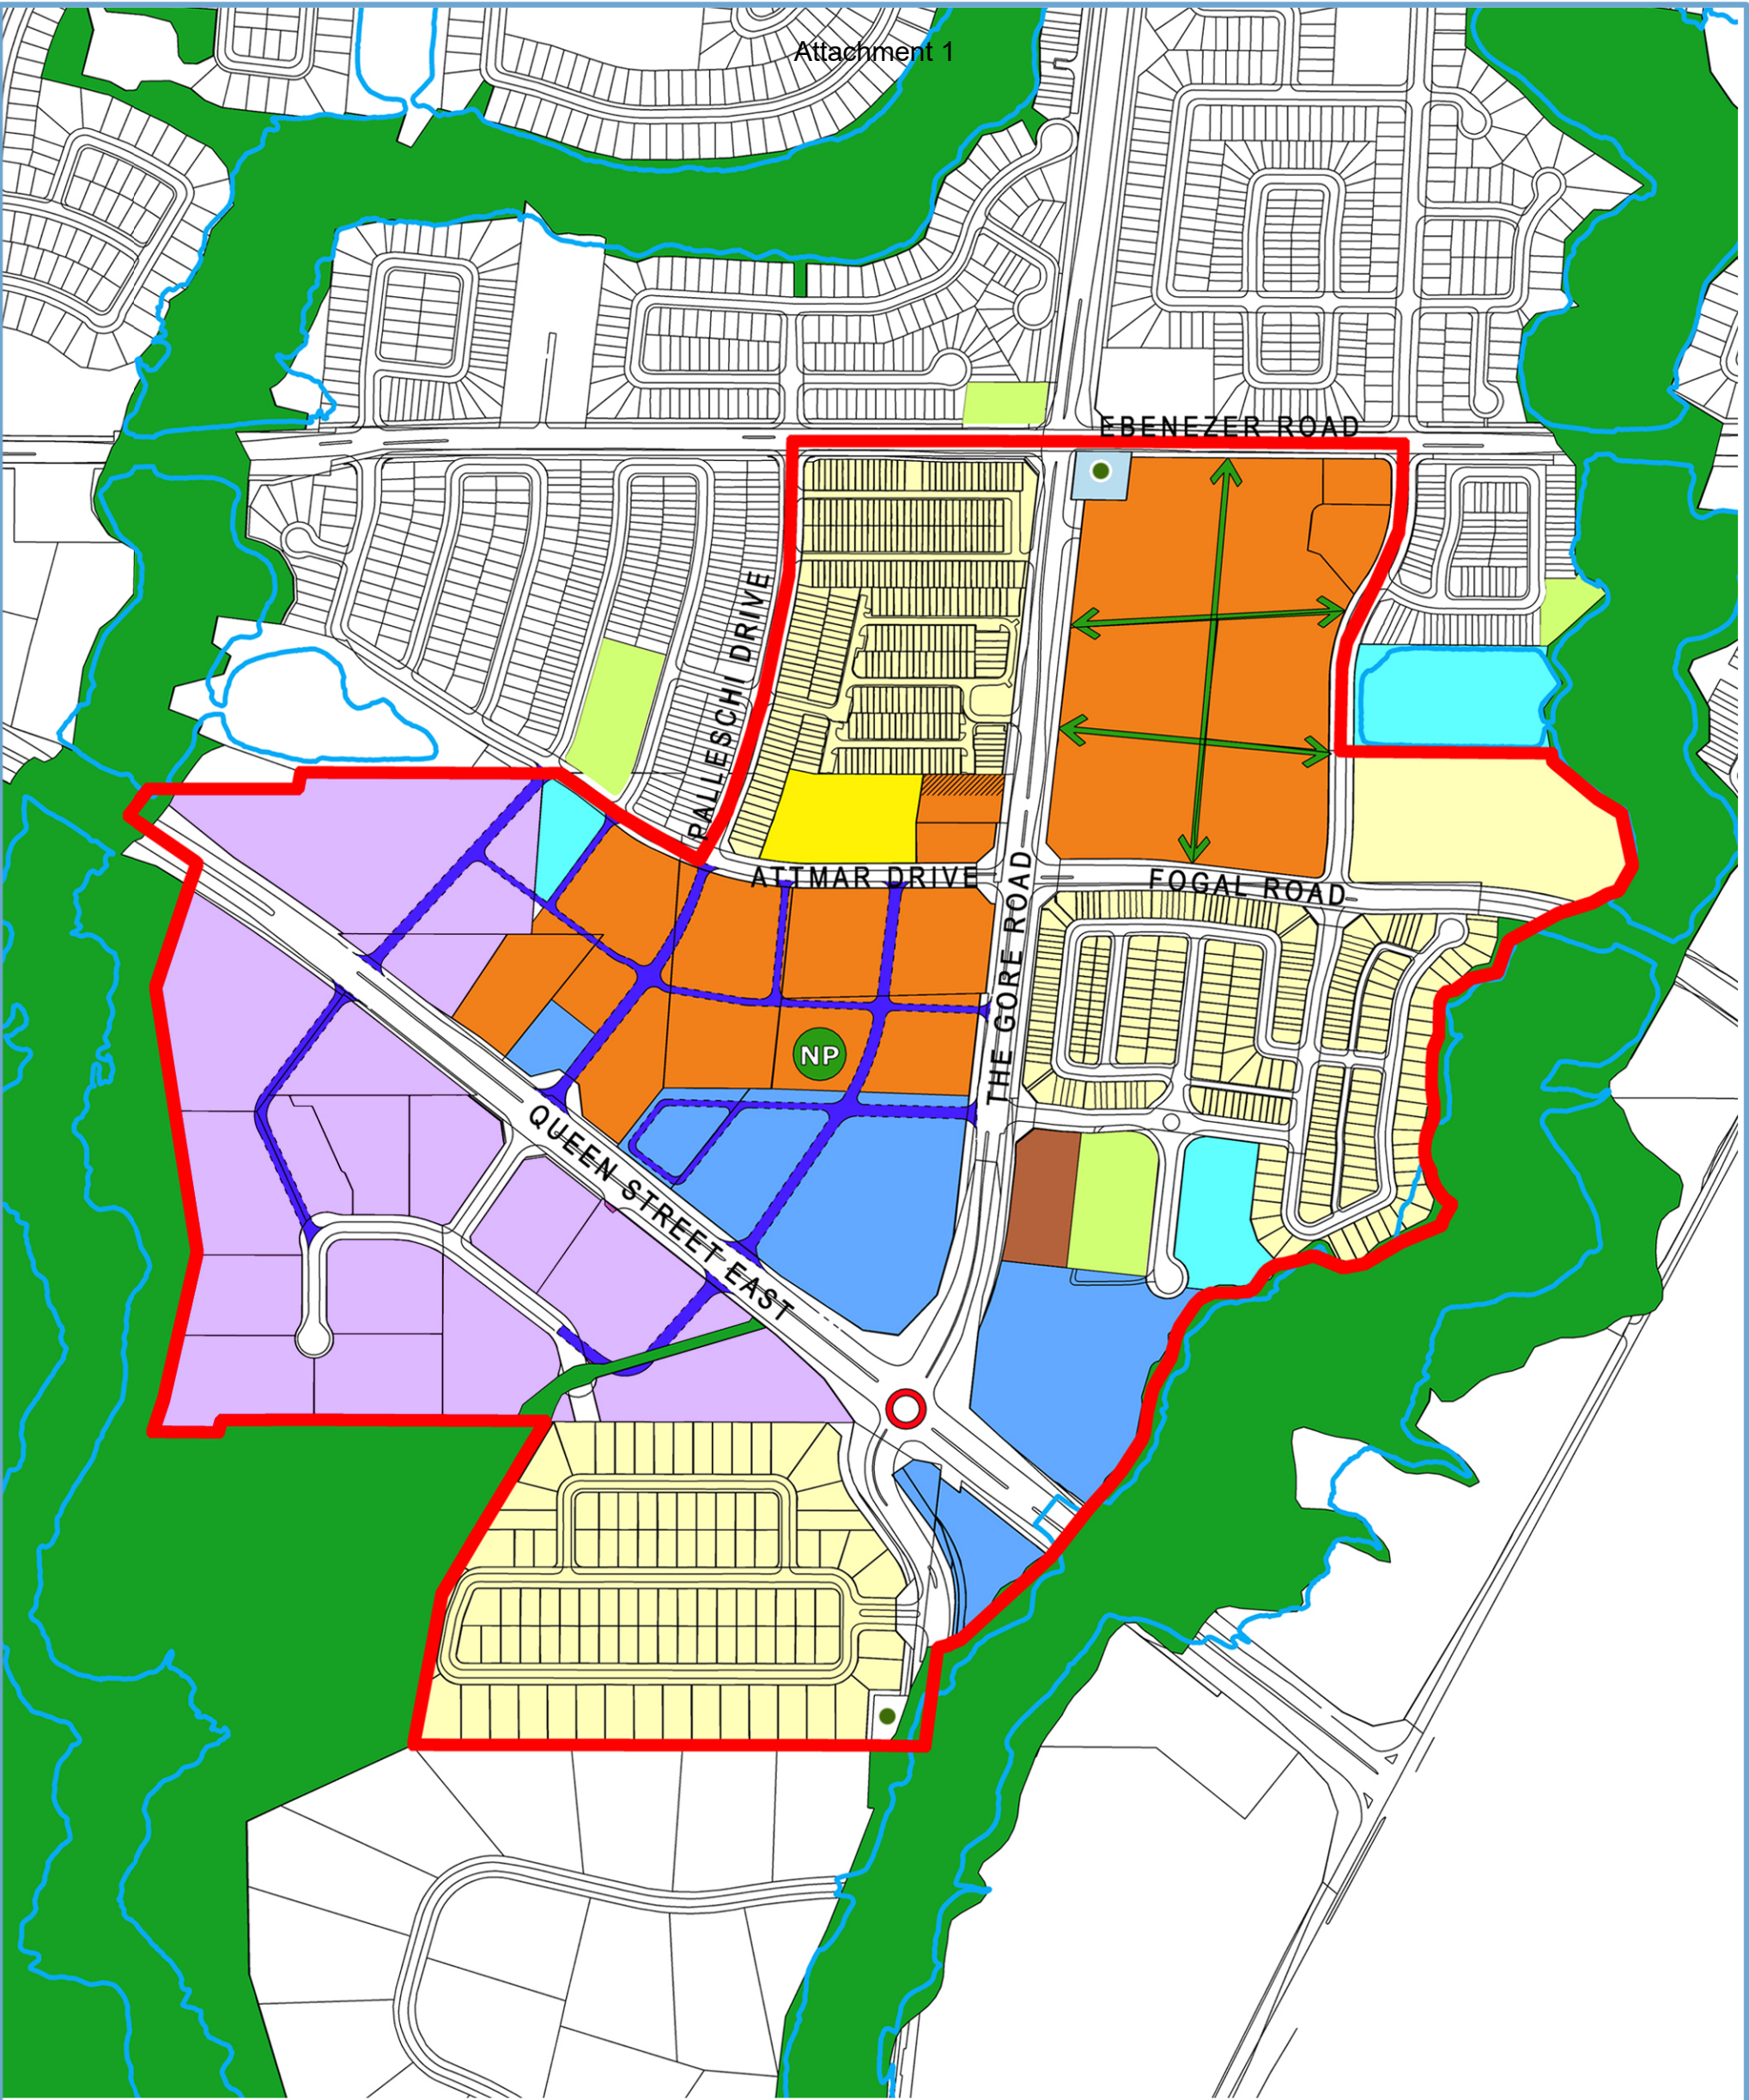 Attachment 1
EBENEZER ROAD
PALLESCHI DRIVE
ATTMAR DRIVE
FOGAL ROAD
THE GORE ROAD
NP
QUEEN STREET EAST